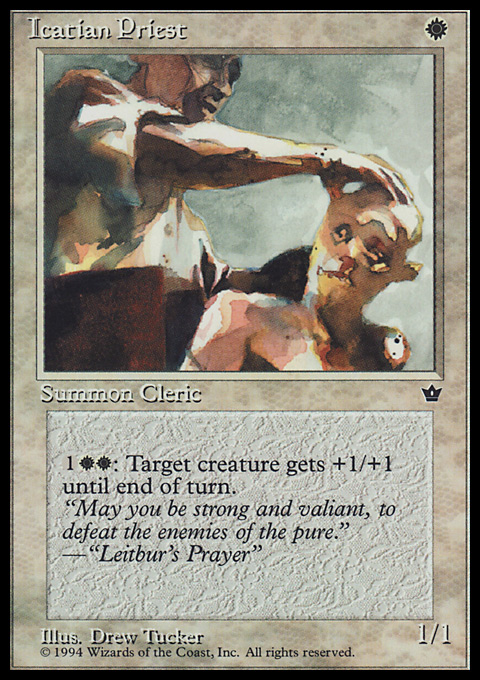 Icatian Priest
Summon Cleric
1: Target creature gets +1/+1
until end of turn.
"May you be strong and valiant, to
defeat the enemies of the pure."
—"Leitbur's Prayer"
Illus. Drew Tucker
1/1
© 1994 Wizards of the Coast, Inc. All rights reserved.